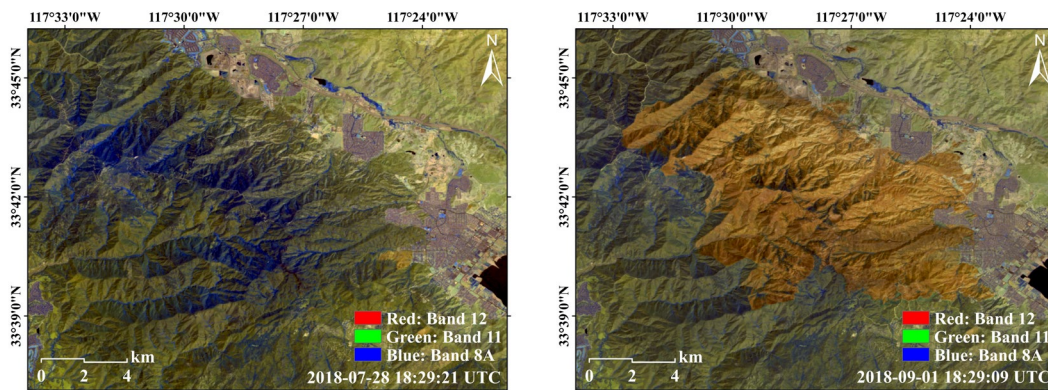 117°33'0"W 117°30'0"W 117°27'0"W 117°24'0"W
33°45'0"N
33°42'0"N
33°39'0"N
N
Red: Band 12
Green: Band 11
Blue: Band 8A
km
0 2 4
2018-07-28 18:29:21 UTC
117°33'0"W 117°30'0"W 117°27'0"W 117°24'0"W
33°45'0"N
33°42'0"N
33°39'0"N
N
Red: Band 12
Green: Band 11
Blue: Band 8A
km
0 2 4
2018-09-01 18:29:09 UTC